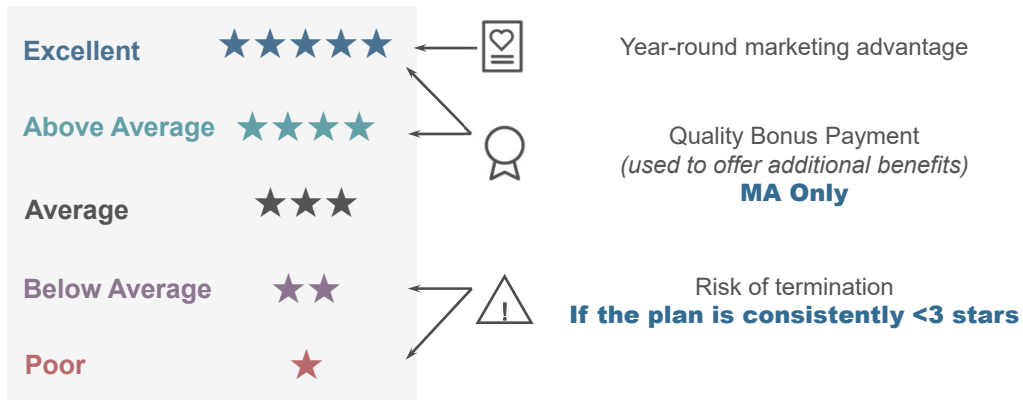 Excellent
Year-round marketing advantage
Above Average
Quality Bonus Payment
(used to offer additional benefits)
MA Only
Average
Below Average
Risk of termination
If the plan is consistently <3 stars
Poor